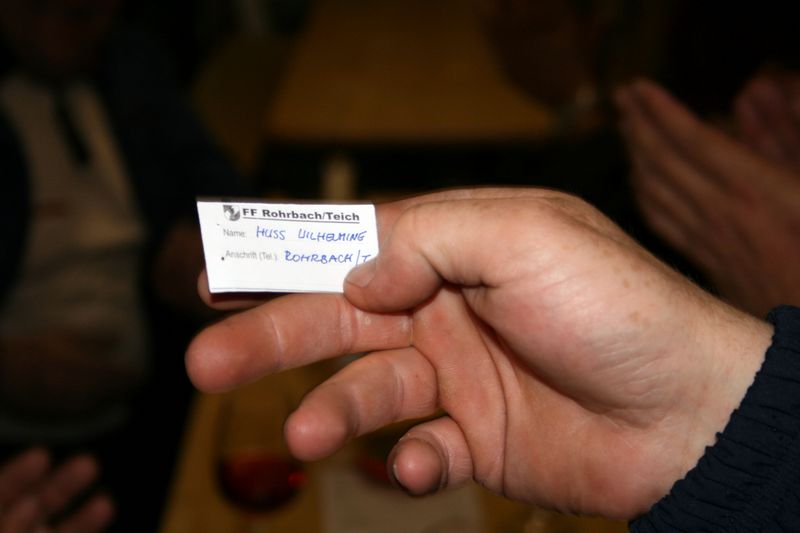 FF Rohrbach/Teich
Name: HUSS WILHELMINE
Anschrift (Tel.): ROHRBACH/T